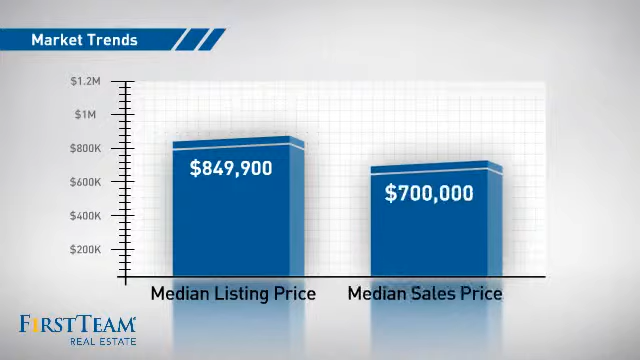 Market Trends
$1.2M
$1M
$800K
$600K
$400K
$200K
$849,900
$700,000
Median Listing Price
Median Sales Price
FIRSTTEAM®
REAL ESTATE